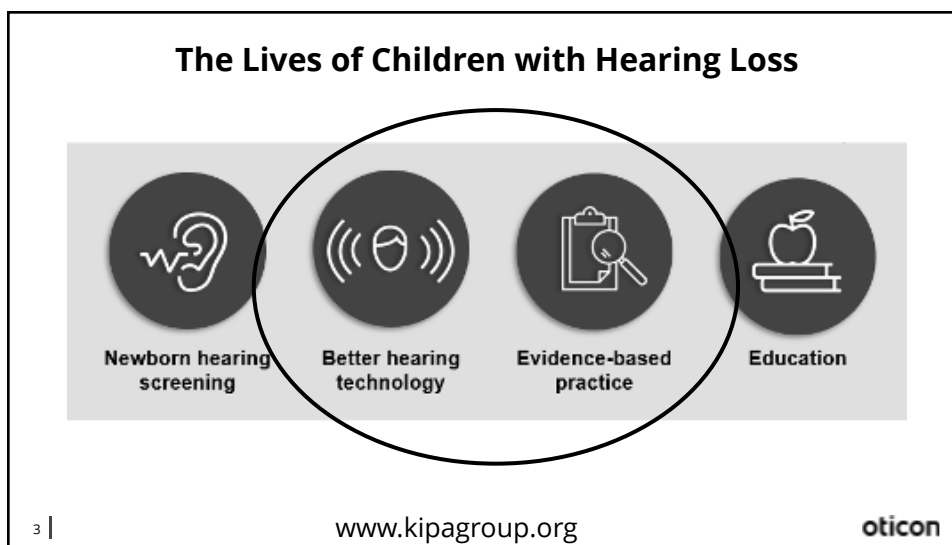 The Lives of Children with Hearing Loss
Newborn hearing
screening
Better hearing
technology
Evidence-based
practice
Education
3
www.kipagroup.org
oticon